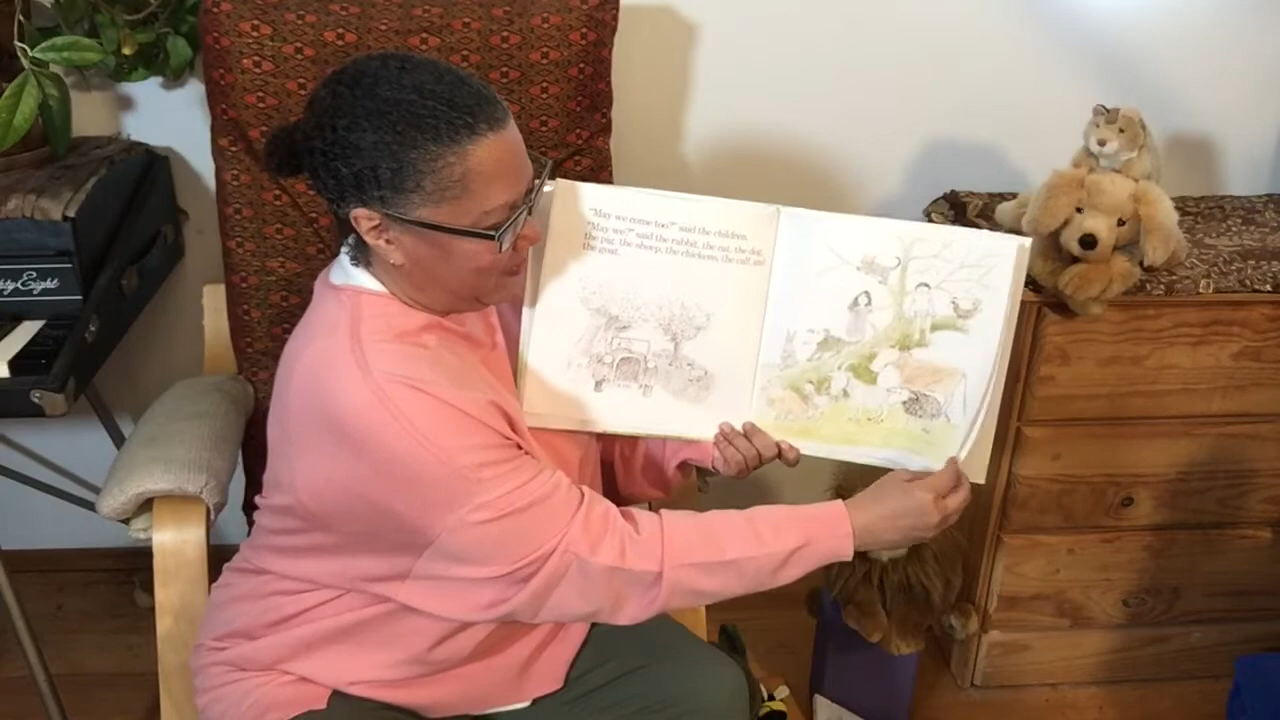 "May we come too?" said the children.
"May we?" said the rabbit, the cat, the dog,
the pig, the sheep, the chickens, the calf, and
the goat.
Eight